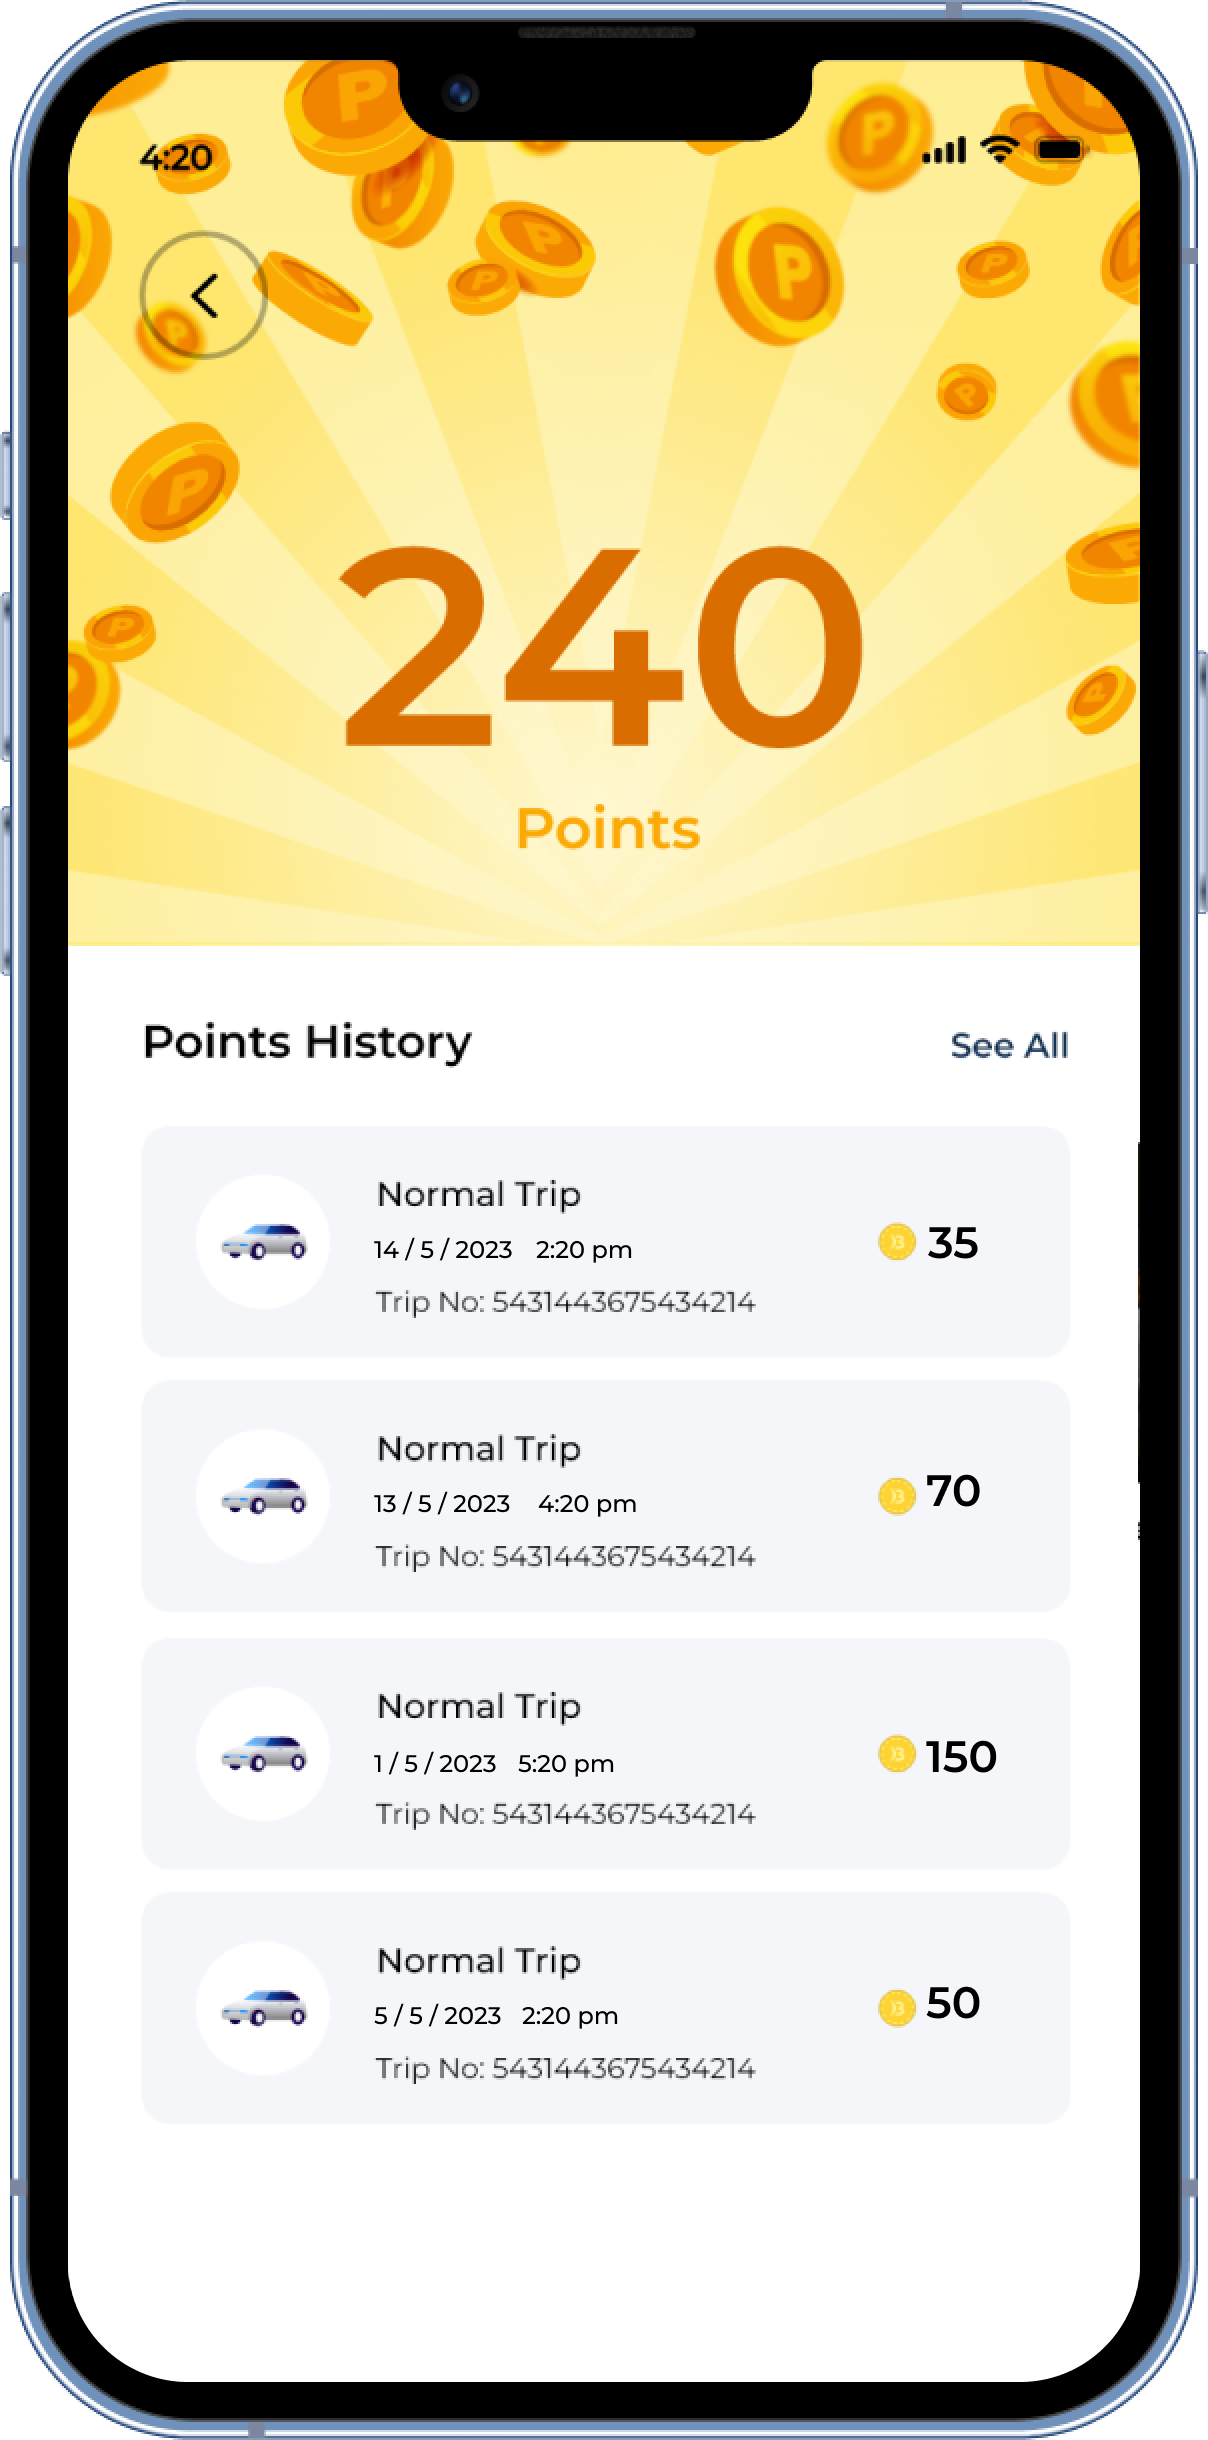 4:20
240
Points
Points History
See All
Normal Trip
14 / 5 / 2023 2:20 pm
Trip No: 5431443675434214
35
Normal Trip
13 / 5 / 2023 4:20 pm
Trip No: 5431443675434214
70
Normal Trip
1 / 5 / 2023 5:20 pm
Trip No: 5431443675434214
150
Normal Trip
5 / 5 / 2023 2:20 pm
Trip No: 5431443675434214
50